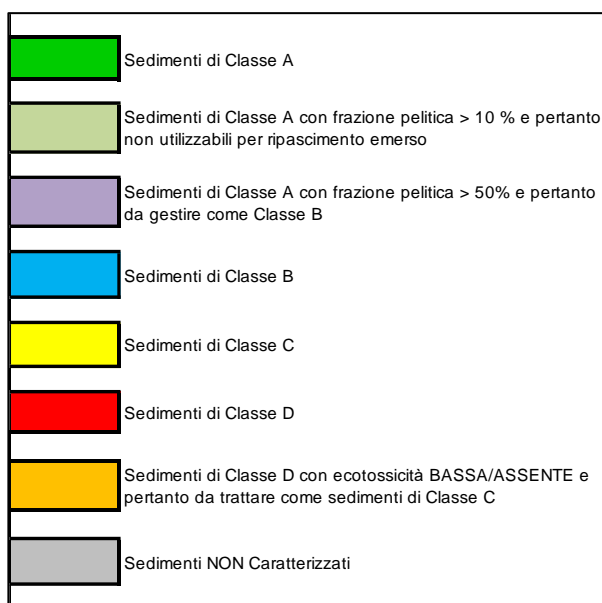 Sedimenti di Classe A
Sedimenti di Classe A con frazione pelitica > 10 % e pertanto
non utilizzabili per ripascimento emerso
Sedimenti di Classe A con frazione pelitica > 50% e pertanto
da gestire come Classe B
Sedimenti di Classe B
Sedimenti di Classe C
Sedimenti di Classe D
Sedimenti di Classe D con ecotossicità BASSA/ASSENTE e
pertanto da trattare come sedimenti di Classe C
Sedimenti NON Caratterizzati